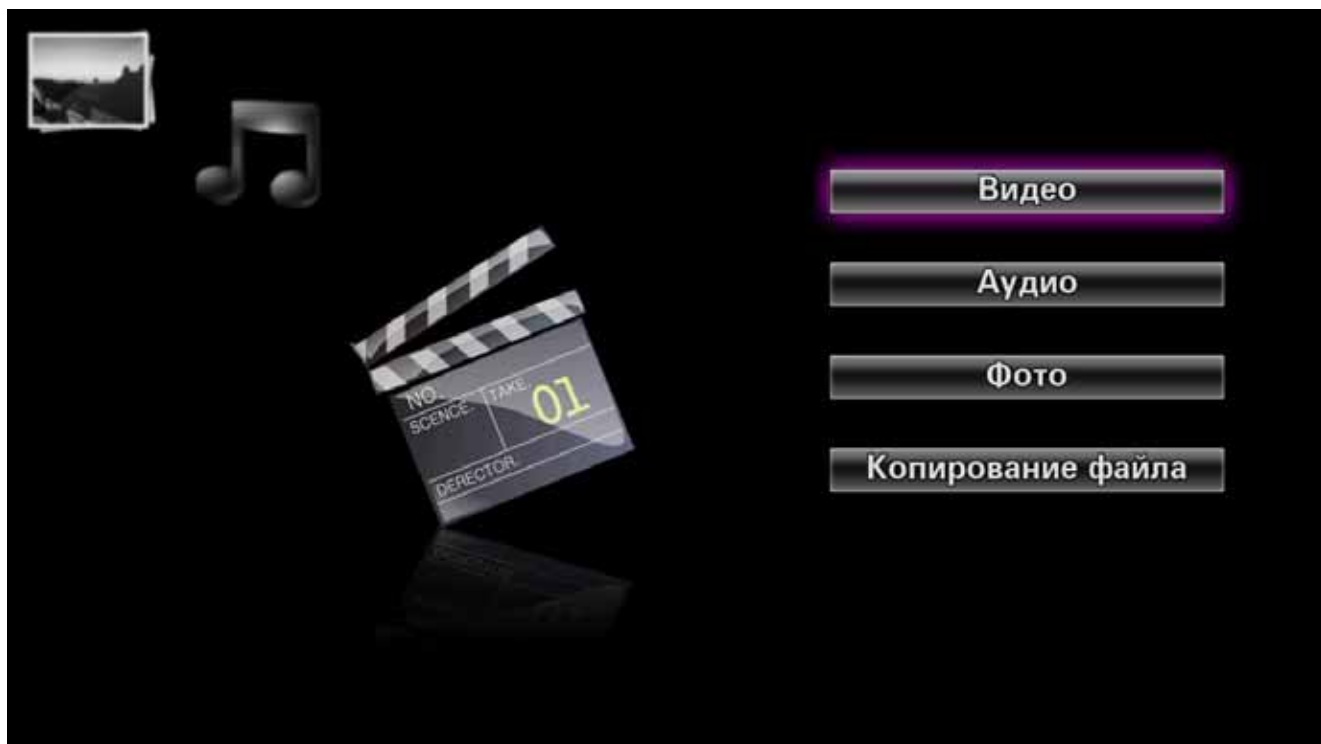 Видео
Аудио
Фото
Копирование файла
NO.
SCENCE.
TAKE.
01
DERECTOR.